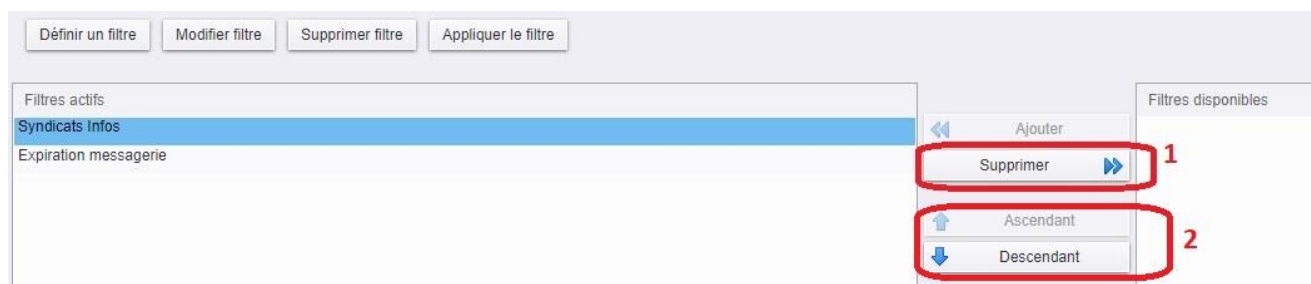 Définir un filtre Modifier filtre Supprimer filtre Appliquer le filtre
Filtres actifs
Syndicats Infos
Expiration messagerie
Ajouter
Supprimer
1
Ascendant
Descendant
2
Filtres disponibles